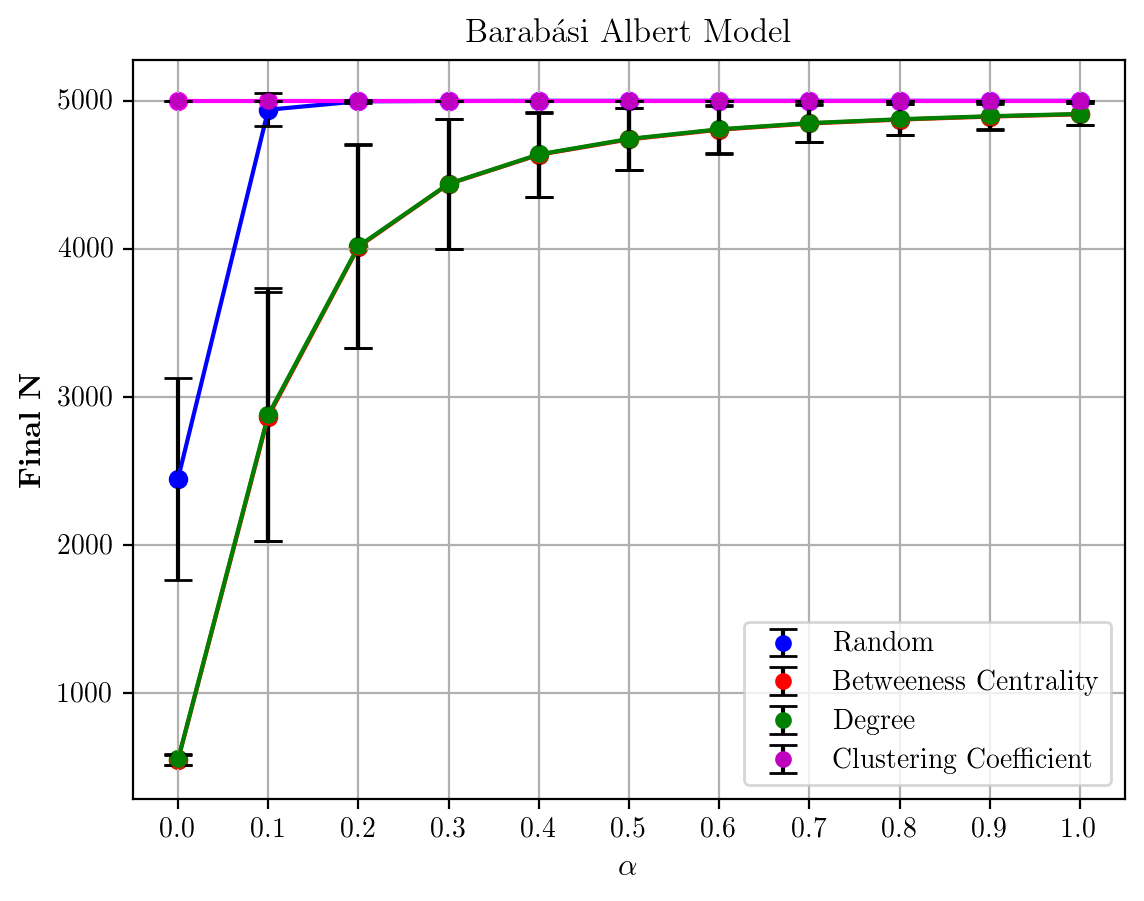 Barabási Albert Model
Final N
5000
4000
3000
2000
1000
Random
Betweeness Centrality
Degree
Clustering Coefficient
0.0 0.1 0.2 0.3 0.4 0.5 0.6 0.7 0.8 0.9 1.0
α